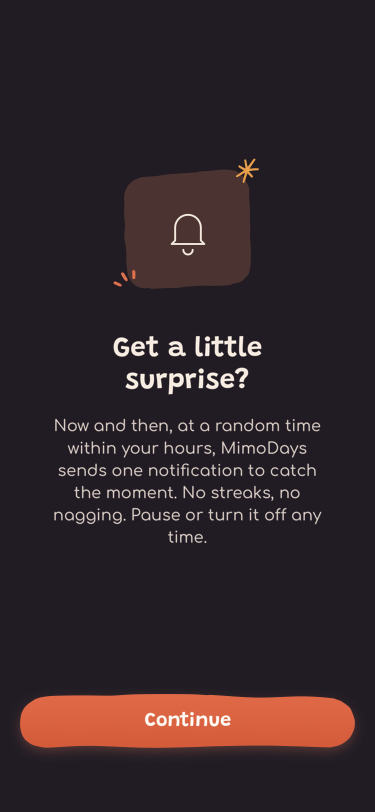 Get a little
surprise?
Now and then, at a random time
within your hours, MimoDays
sends one notification to catch
the moment. No streaks, no
nagging. Pause or turn it off any
time.
Continue